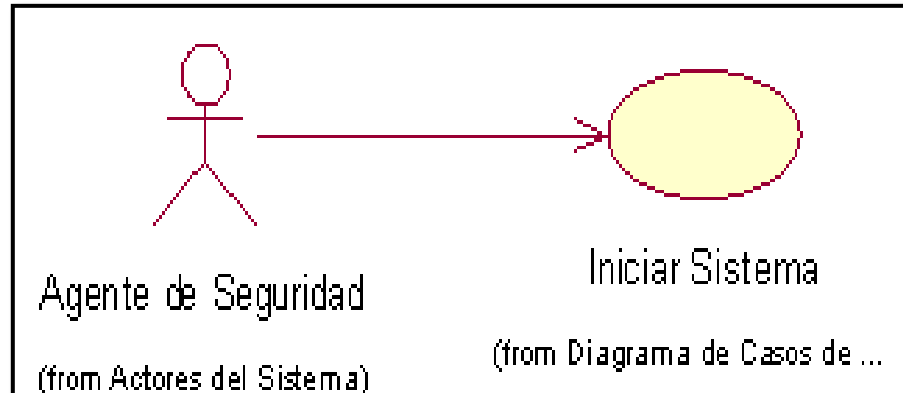 Agente de Seguridad
(from Actores del Sistema)
Iniciar Sistema
(from Diagrama de Casos de ...